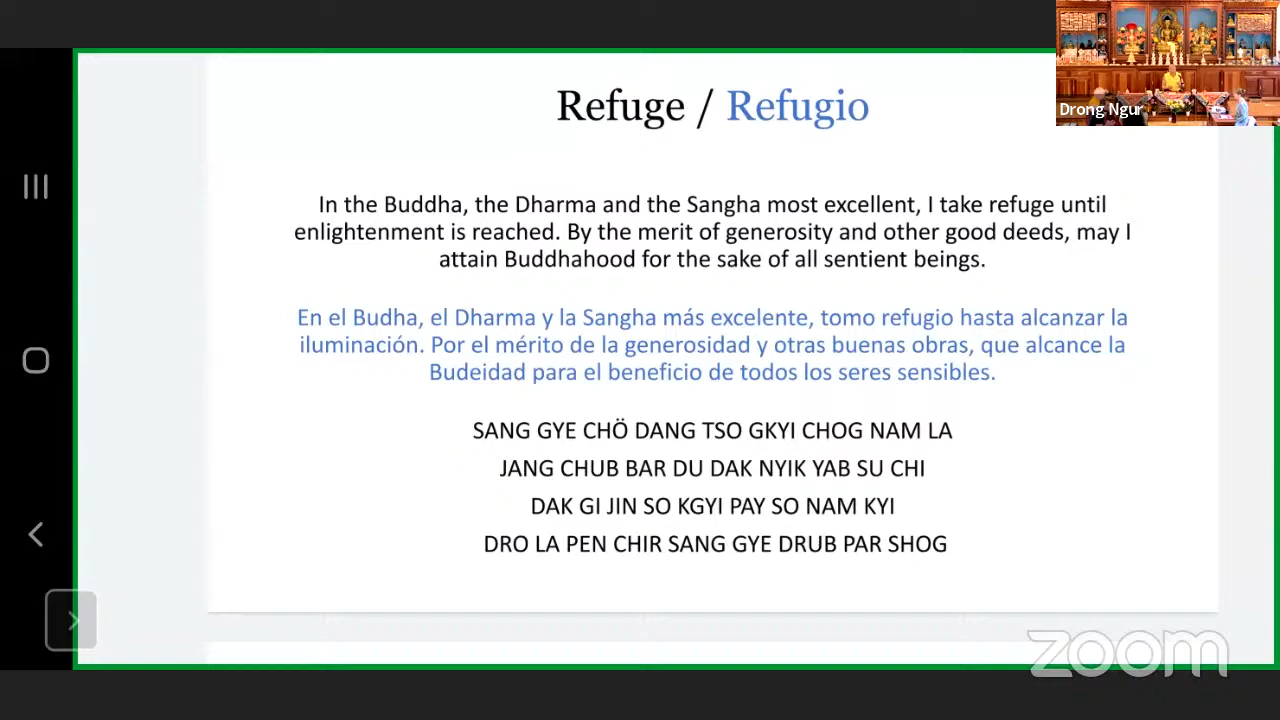 Refuge / Refugio
Drong Ngur
In the Buddha, the Dharma and the Sangha most excellent, I take refuge until
enlightenment is reached. By the merit of generosity and other good deeds, may I
attain Buddhahood for the sake of all sentient beings.
En el Budha, el Dharma y la Sangha más excelente, tomo refugio hasta alcanzar la
iluminación. Por el mérito de la generosidad y otras buenas obras, que alcance la
Budeidad para el beneficio de todos los seres sensibles.
SANG GYE CHÖ DANG TSO GKYI CHOG NAM LA
JANG CHUB BAR DU DAK NYIK YAB SU CHI
DAK GI JIN SO KGYI PAY SO NAM KYI
DRO LA PEN CHIR SANG GYE DRUB PAR SHOG
zoom